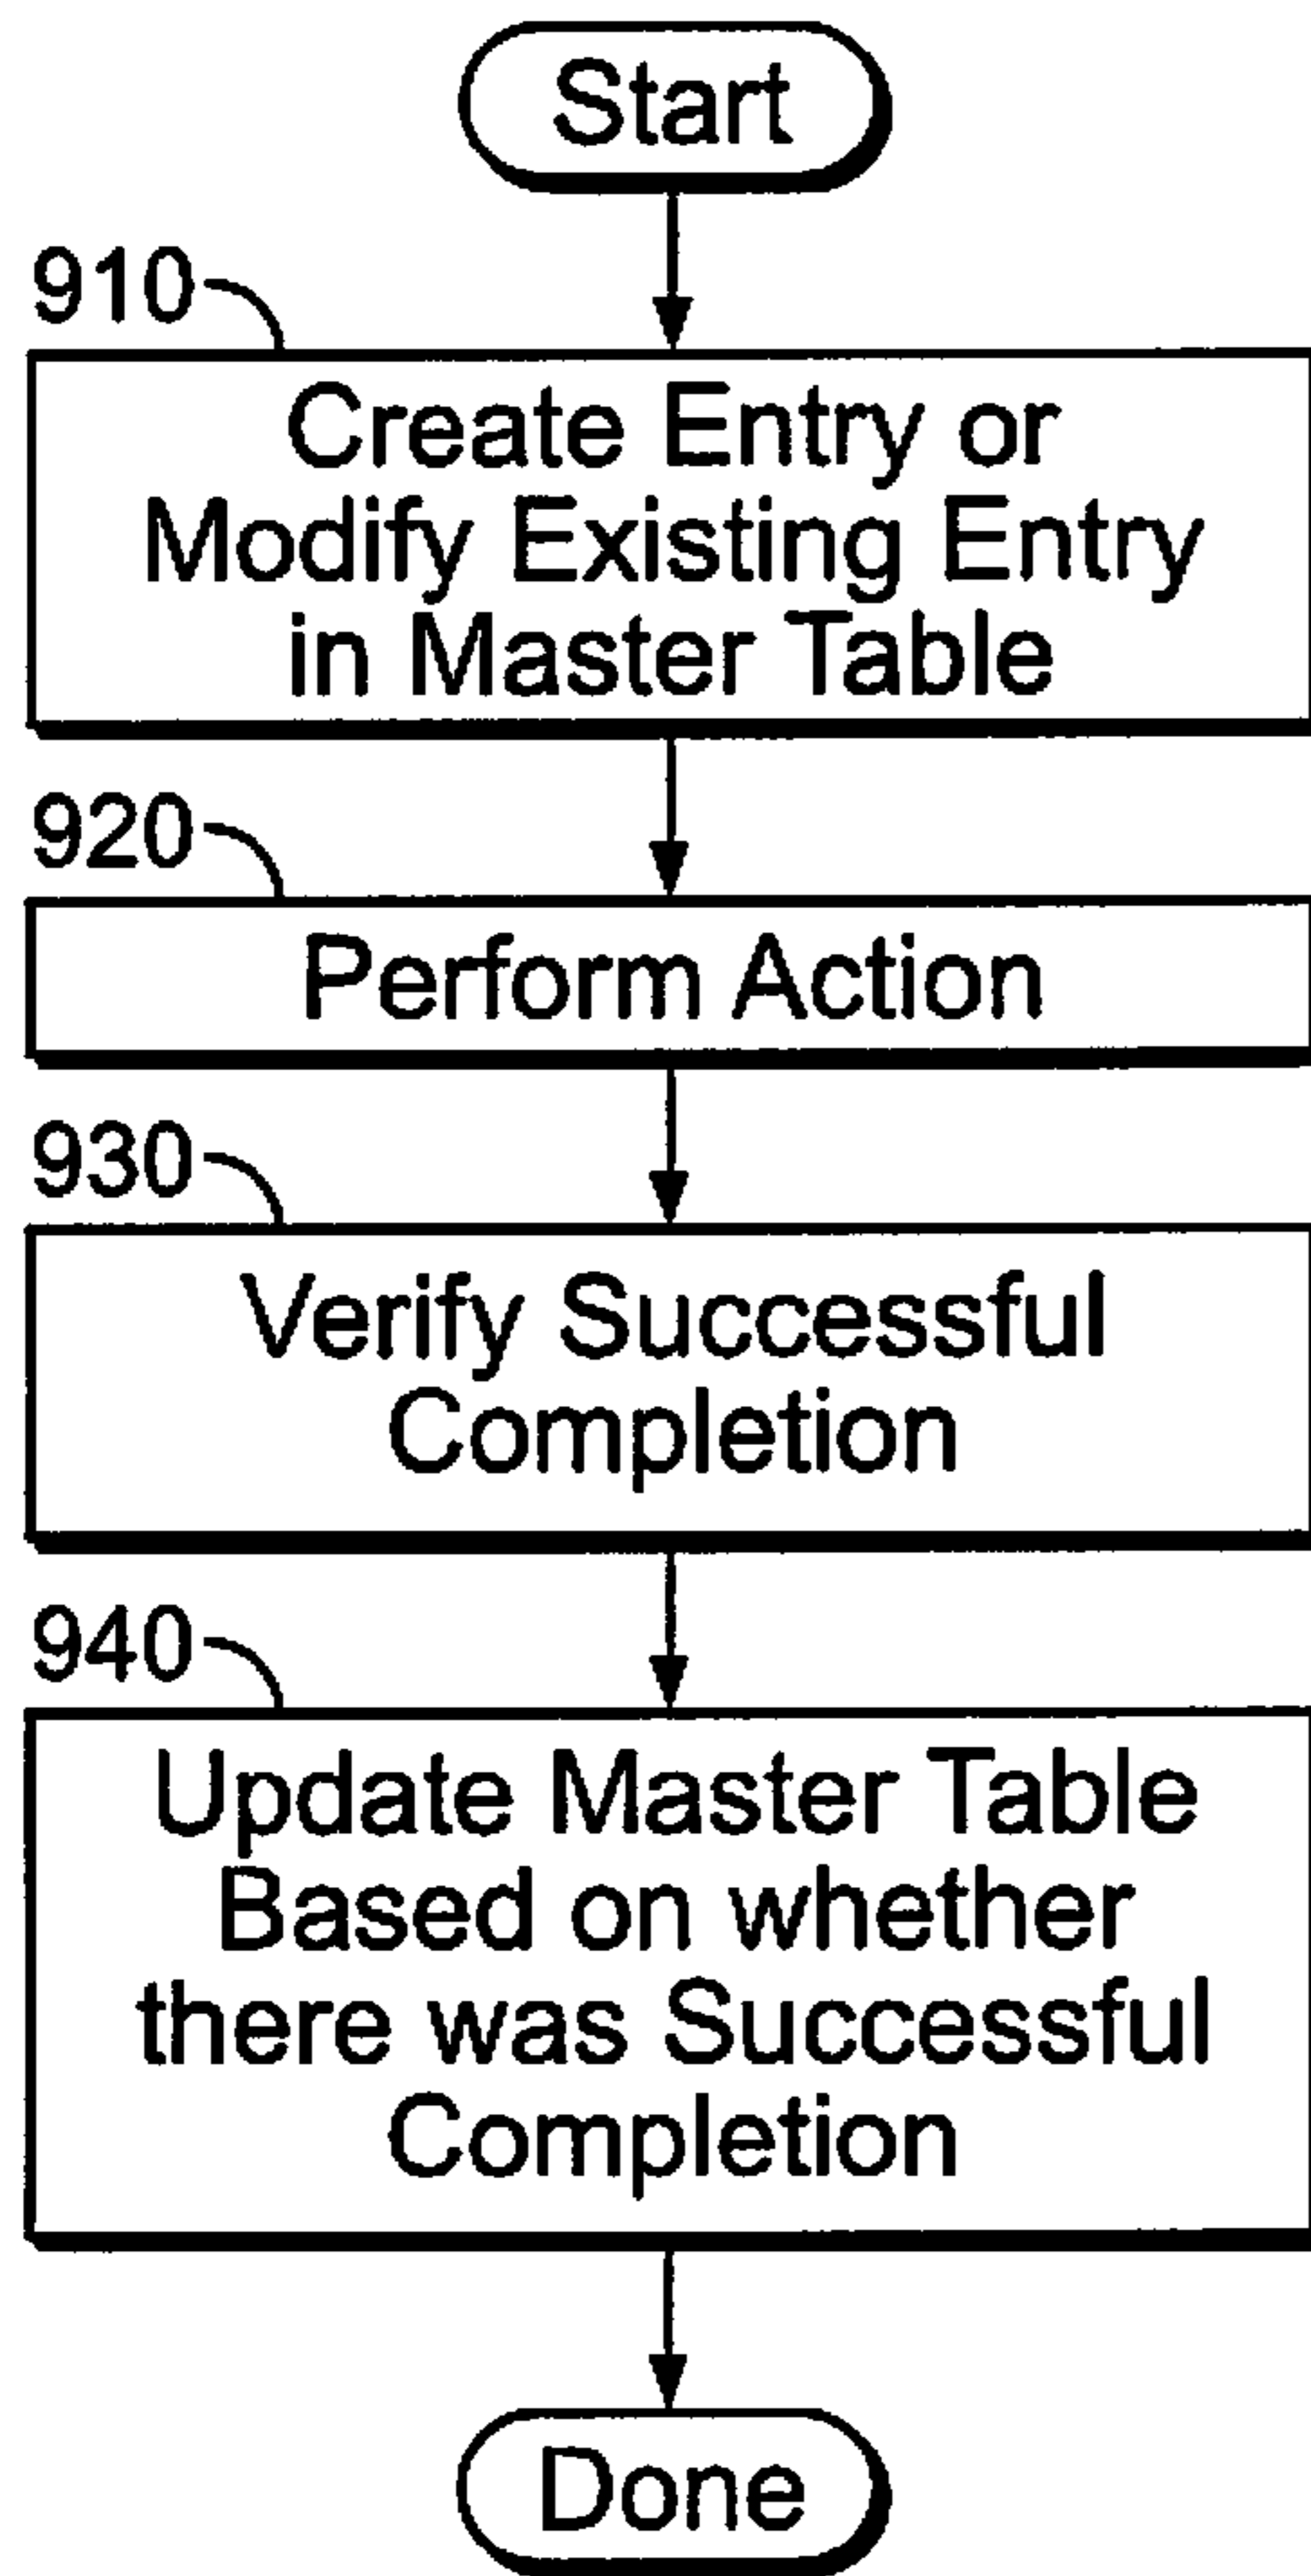 Start
910
Create Entry or
Modify Existing Entry
in Master Table
920
Perform Action
930
Verify Successful
Completion
940
Update Master Table
Based on whether
there was Successful
Completion
Done